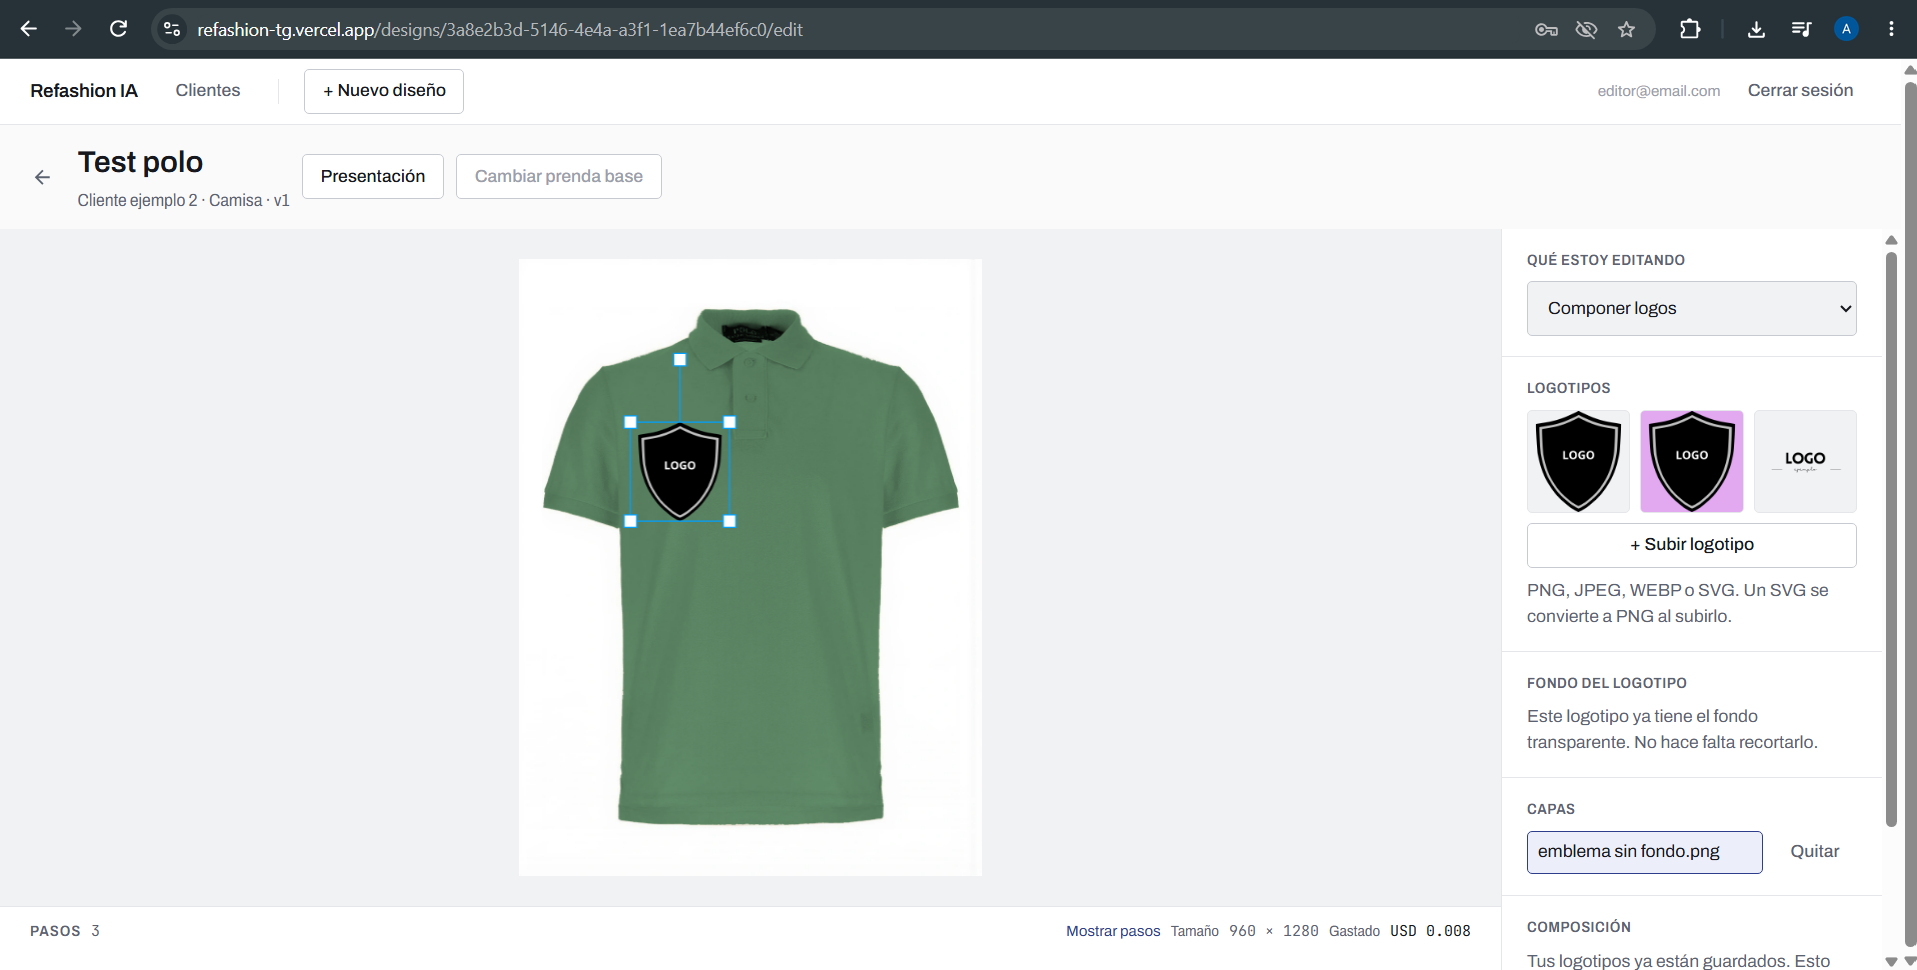 refashion-tg.vercel.app/designs/3a8e2b3d-5146-4e4a-a3f1-1ea7b44ef6c0/edit
A
Refashion IA
Clientes
+ Nuevo diseño
editor@email.com
Cerrar sesión
Test polo
Cliente ejemplo 2 · Camisa · v1
Presentación
Cambiar prenda base
LOGO
QUÉ ESTOY EDITANDO
Componer logos
LOGOTIPOS
LOGO
LOGO
LOGO
ejemplo
+ Subir logotipo
PNG, JPEG, WEBP o SVG. Un SVG se
convierte a PNG al subirlo.
FONDO DEL LOGOTIPO
Este logotipo ya tiene el fondo
transparente. No hace falta recortarlo.
CAPAS
emblema sin fondo.png
Quitar
COMPOSICIÓN
Tus logotipos ya están guardados. Esto
PASOS 3
Mostrar pasos Tamaño 960 × 1280 Gastado USD 0.008